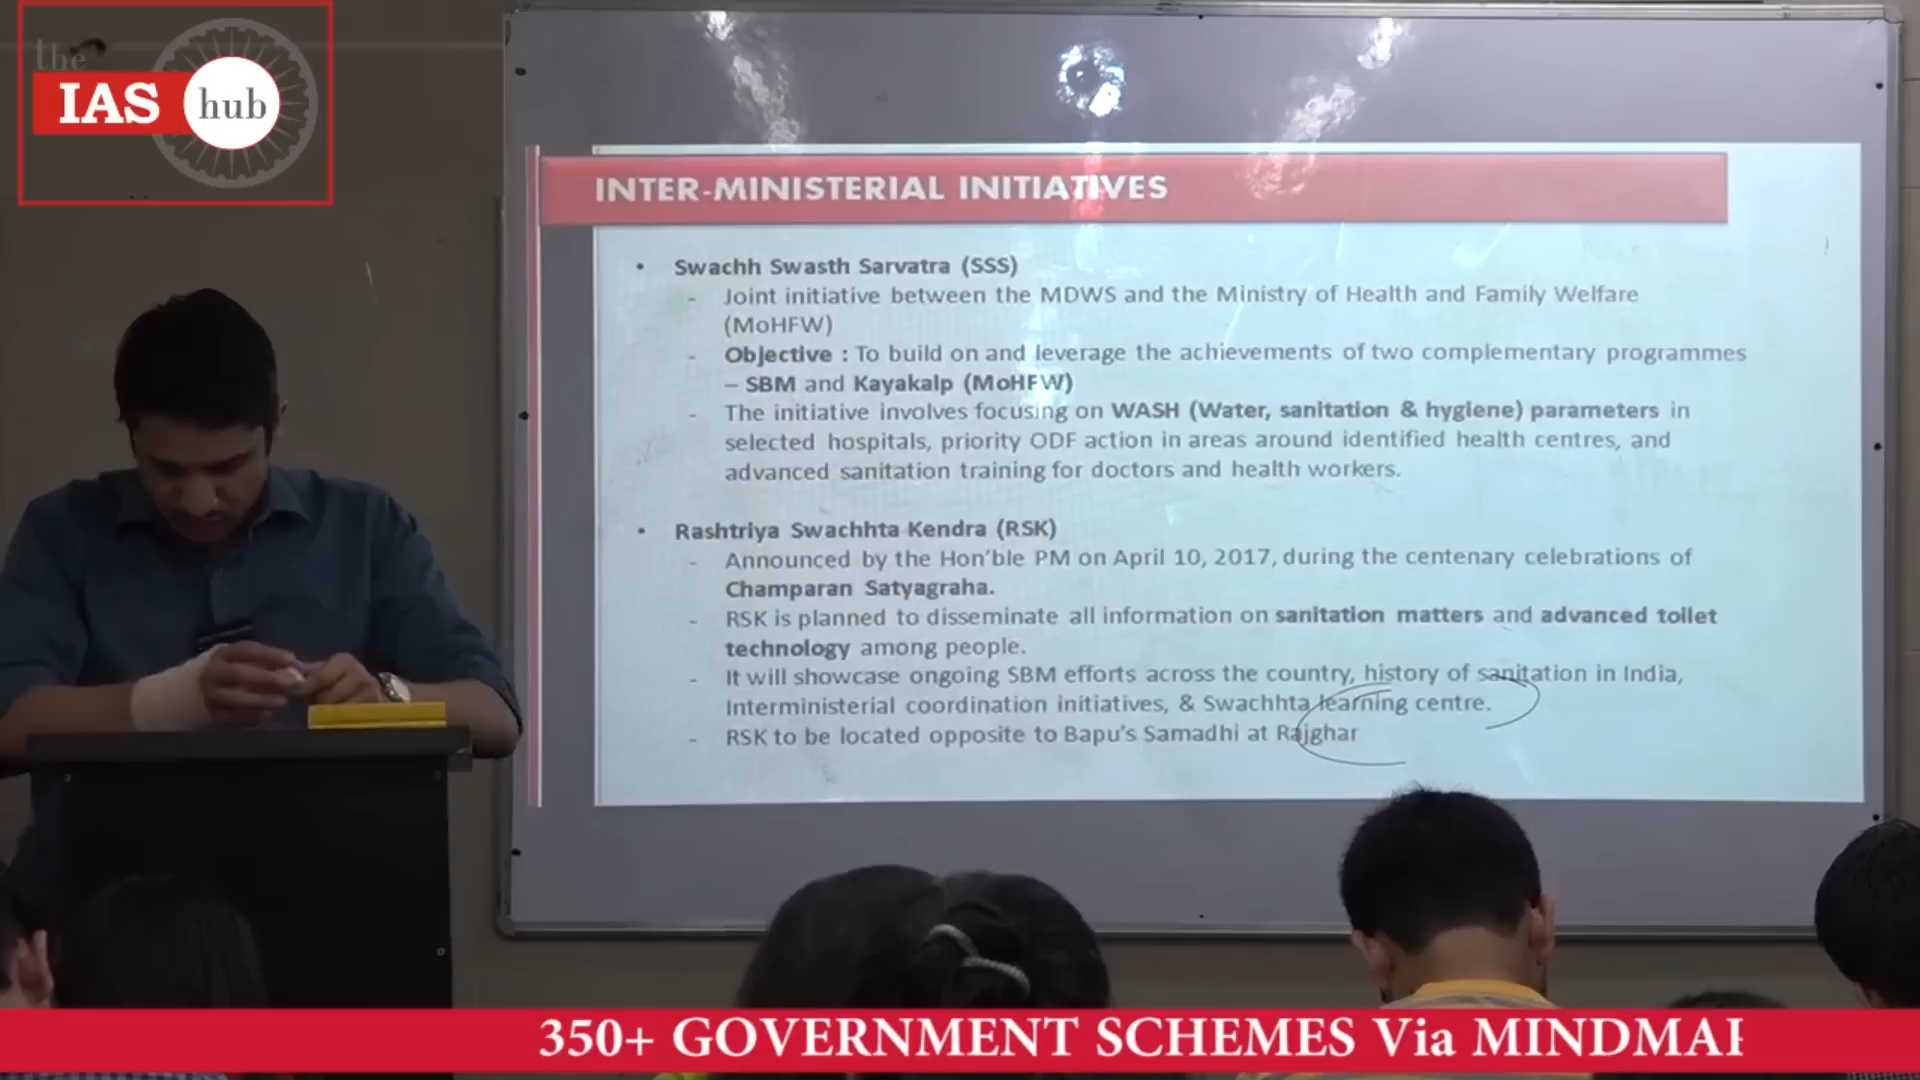 the
IAS hub
INTER-MINISTERIAL INITIATIVES
• Swachh Swasth Sarvatra (SSS)
- Joint initiative between the MDWS and the Ministry of Health and Family Welfare
(MoHFW)
- Objective : To build on and leverage the achievements of two complementary programmes
– SBM and Kayakalp (MoHFW)
- The initiative involves focusing on WASH (Water, sanitation & hygiene) parameters in
selected hospitals, priority ODF action in areas around identified health centres, and
advanced sanitation training for doctors and health workers.
• Rashtriya Swachhta Kendra (RSK)
- Announced by the Hon'ble PM on April 10, 2017, during the centenary celebrations of
Champaran Satyagraha.
- RSK is planned to disseminate all information on sanitation matters and advanced toilet
technology among people.
- It will showcase ongoing SBM efforts across the country, history of sanitation in India,
Interministerial coordination initiatives, & Swachhta learning centre.
- RSK to be located opposite to Bapu's Samadhi at Rajghar
350+ GOVERNMENT SCHEMES Via MINDMAP